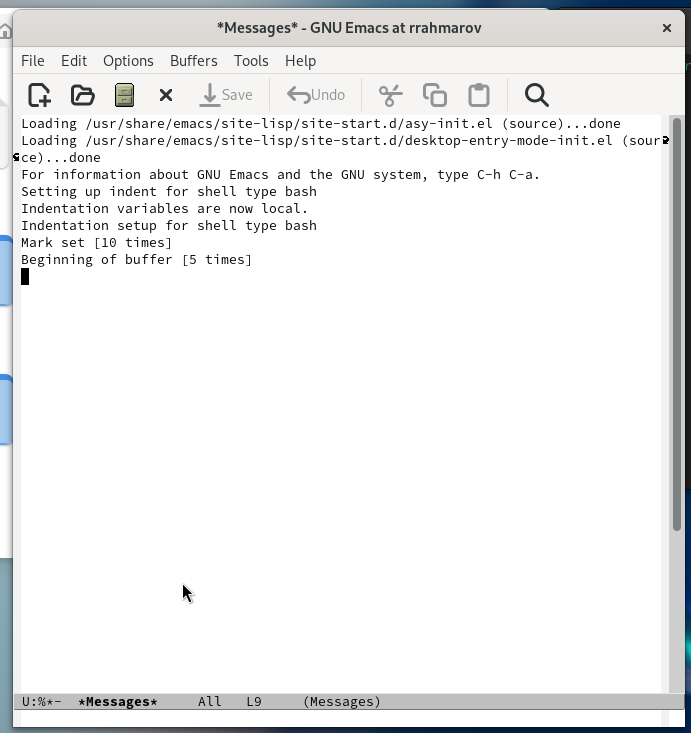 *Messages* - GNU Emacs at rrahmarov
File Edit Options Buffers Tools Help
Save Undo
Loading /usr/share/emacs/site-lisp/site-start.d/asy-init.el (source)...done
Loading /usr/share/emacs/site-lisp/site-start.d/desktop-entry-mode-init.el (sour
ce)...done
For information about GNU Emacs and the GNU system, type C-h C-a.
Setting up indent for shell type bash
Indentation variables are now local.
Indentation setup for shell type bash
Mark set [10 times]
Beginning of buffer [5 times]
U:%*- *Messages* All L9 (Messages)